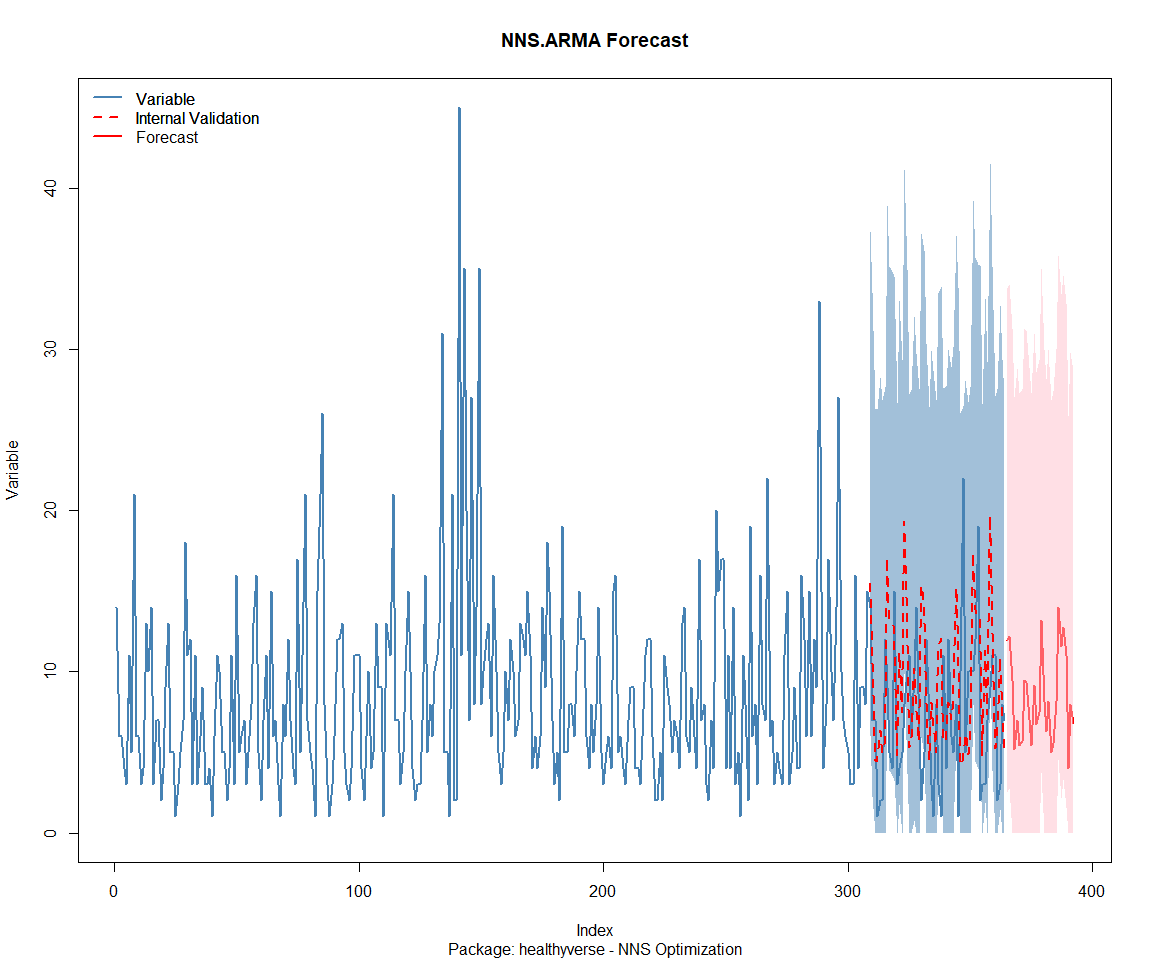 NNS.ARMA Forecast
Variable
Internal Validation
Forecast
Variable
40
30
20
10
0
0 100 200 300 400
Index
Package: healthyverse - NNS Optimization